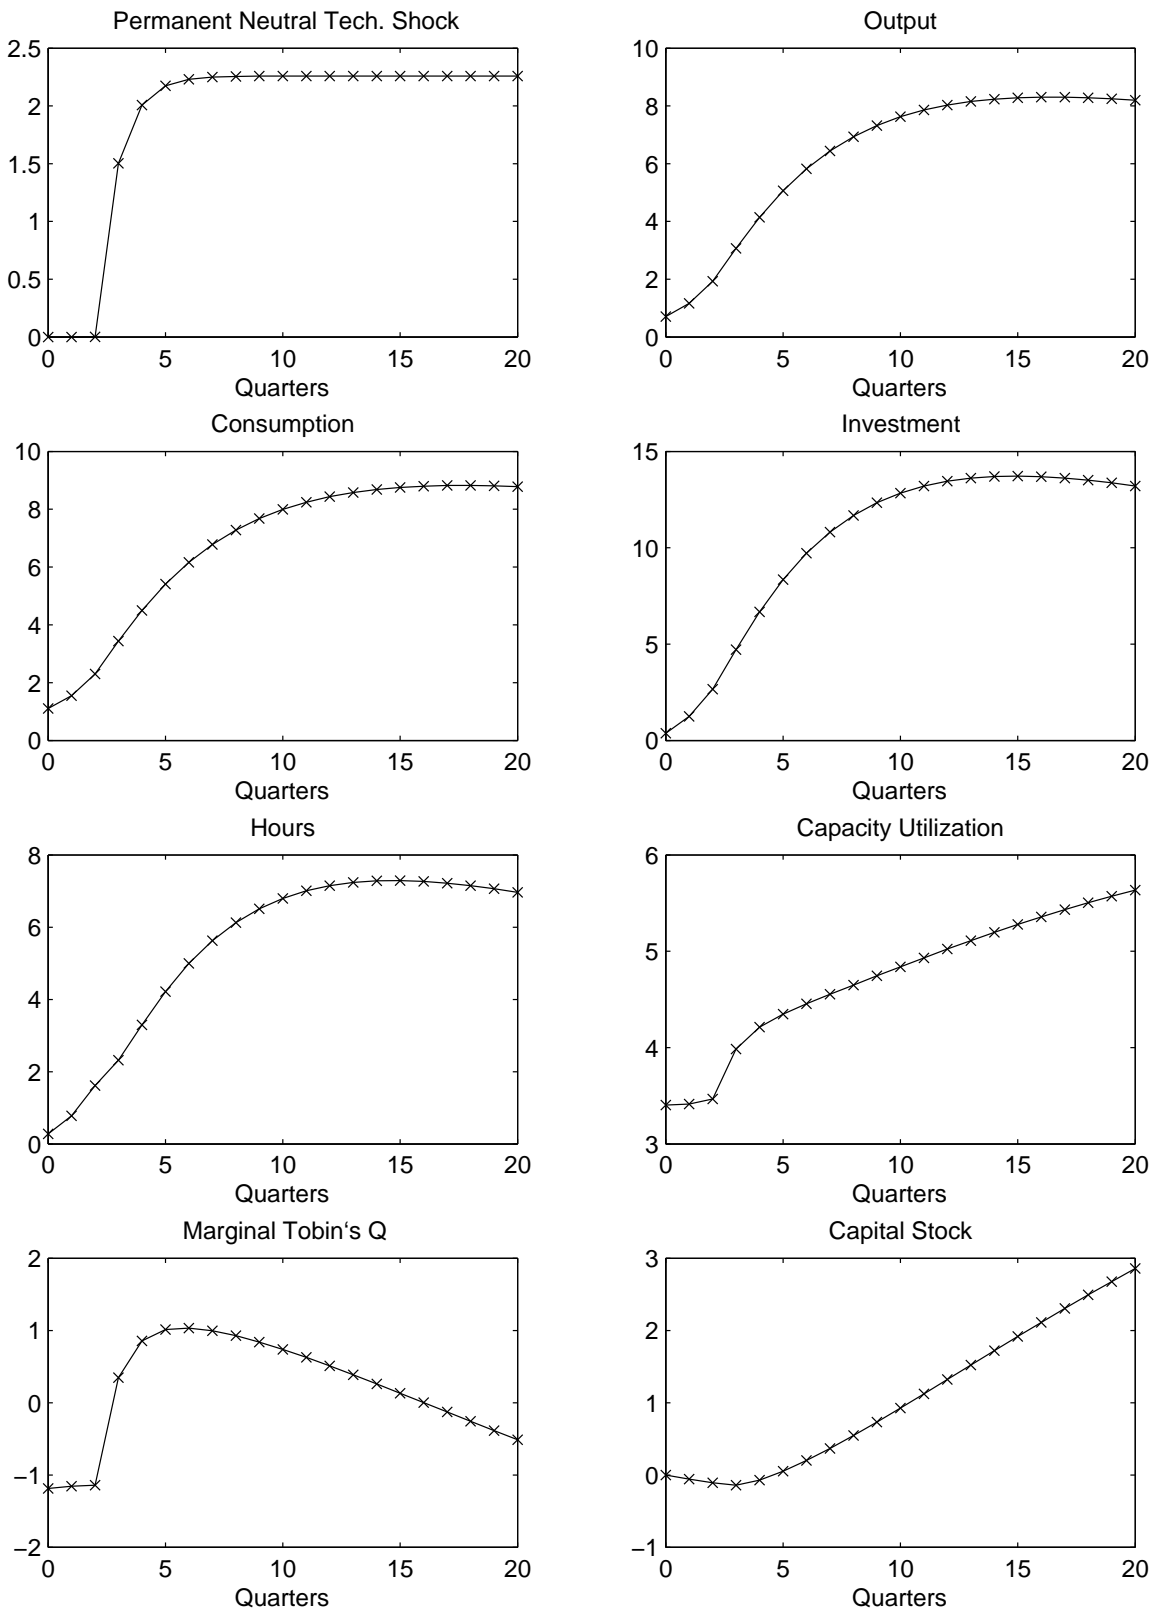 Permanent Neutral Tech. Shock
2.5
2
1.5
1
0.5
0
0 5 10 15 20
Quarters
Output
10
8
6
4
2
0
0 5 10 15 20
Quarters
Consumption
10
8
6
4
2
0
0 5 10 15 20
Quarters
Investment
15
10
5
0
0 5 10 15 20
Quarters
Hours
8
6
4
2
0
0 5 10 15 20
Quarters
Capacity Utilization
6
5
4
3
0 5 10 15 20
Quarters
Marginal Tobin‘s Q
2
1
0
−1
−2
0 5 10 15 20
Quarters
Capital Stock
3
2
1
0
−1
0 5 10 15 20
Quarters